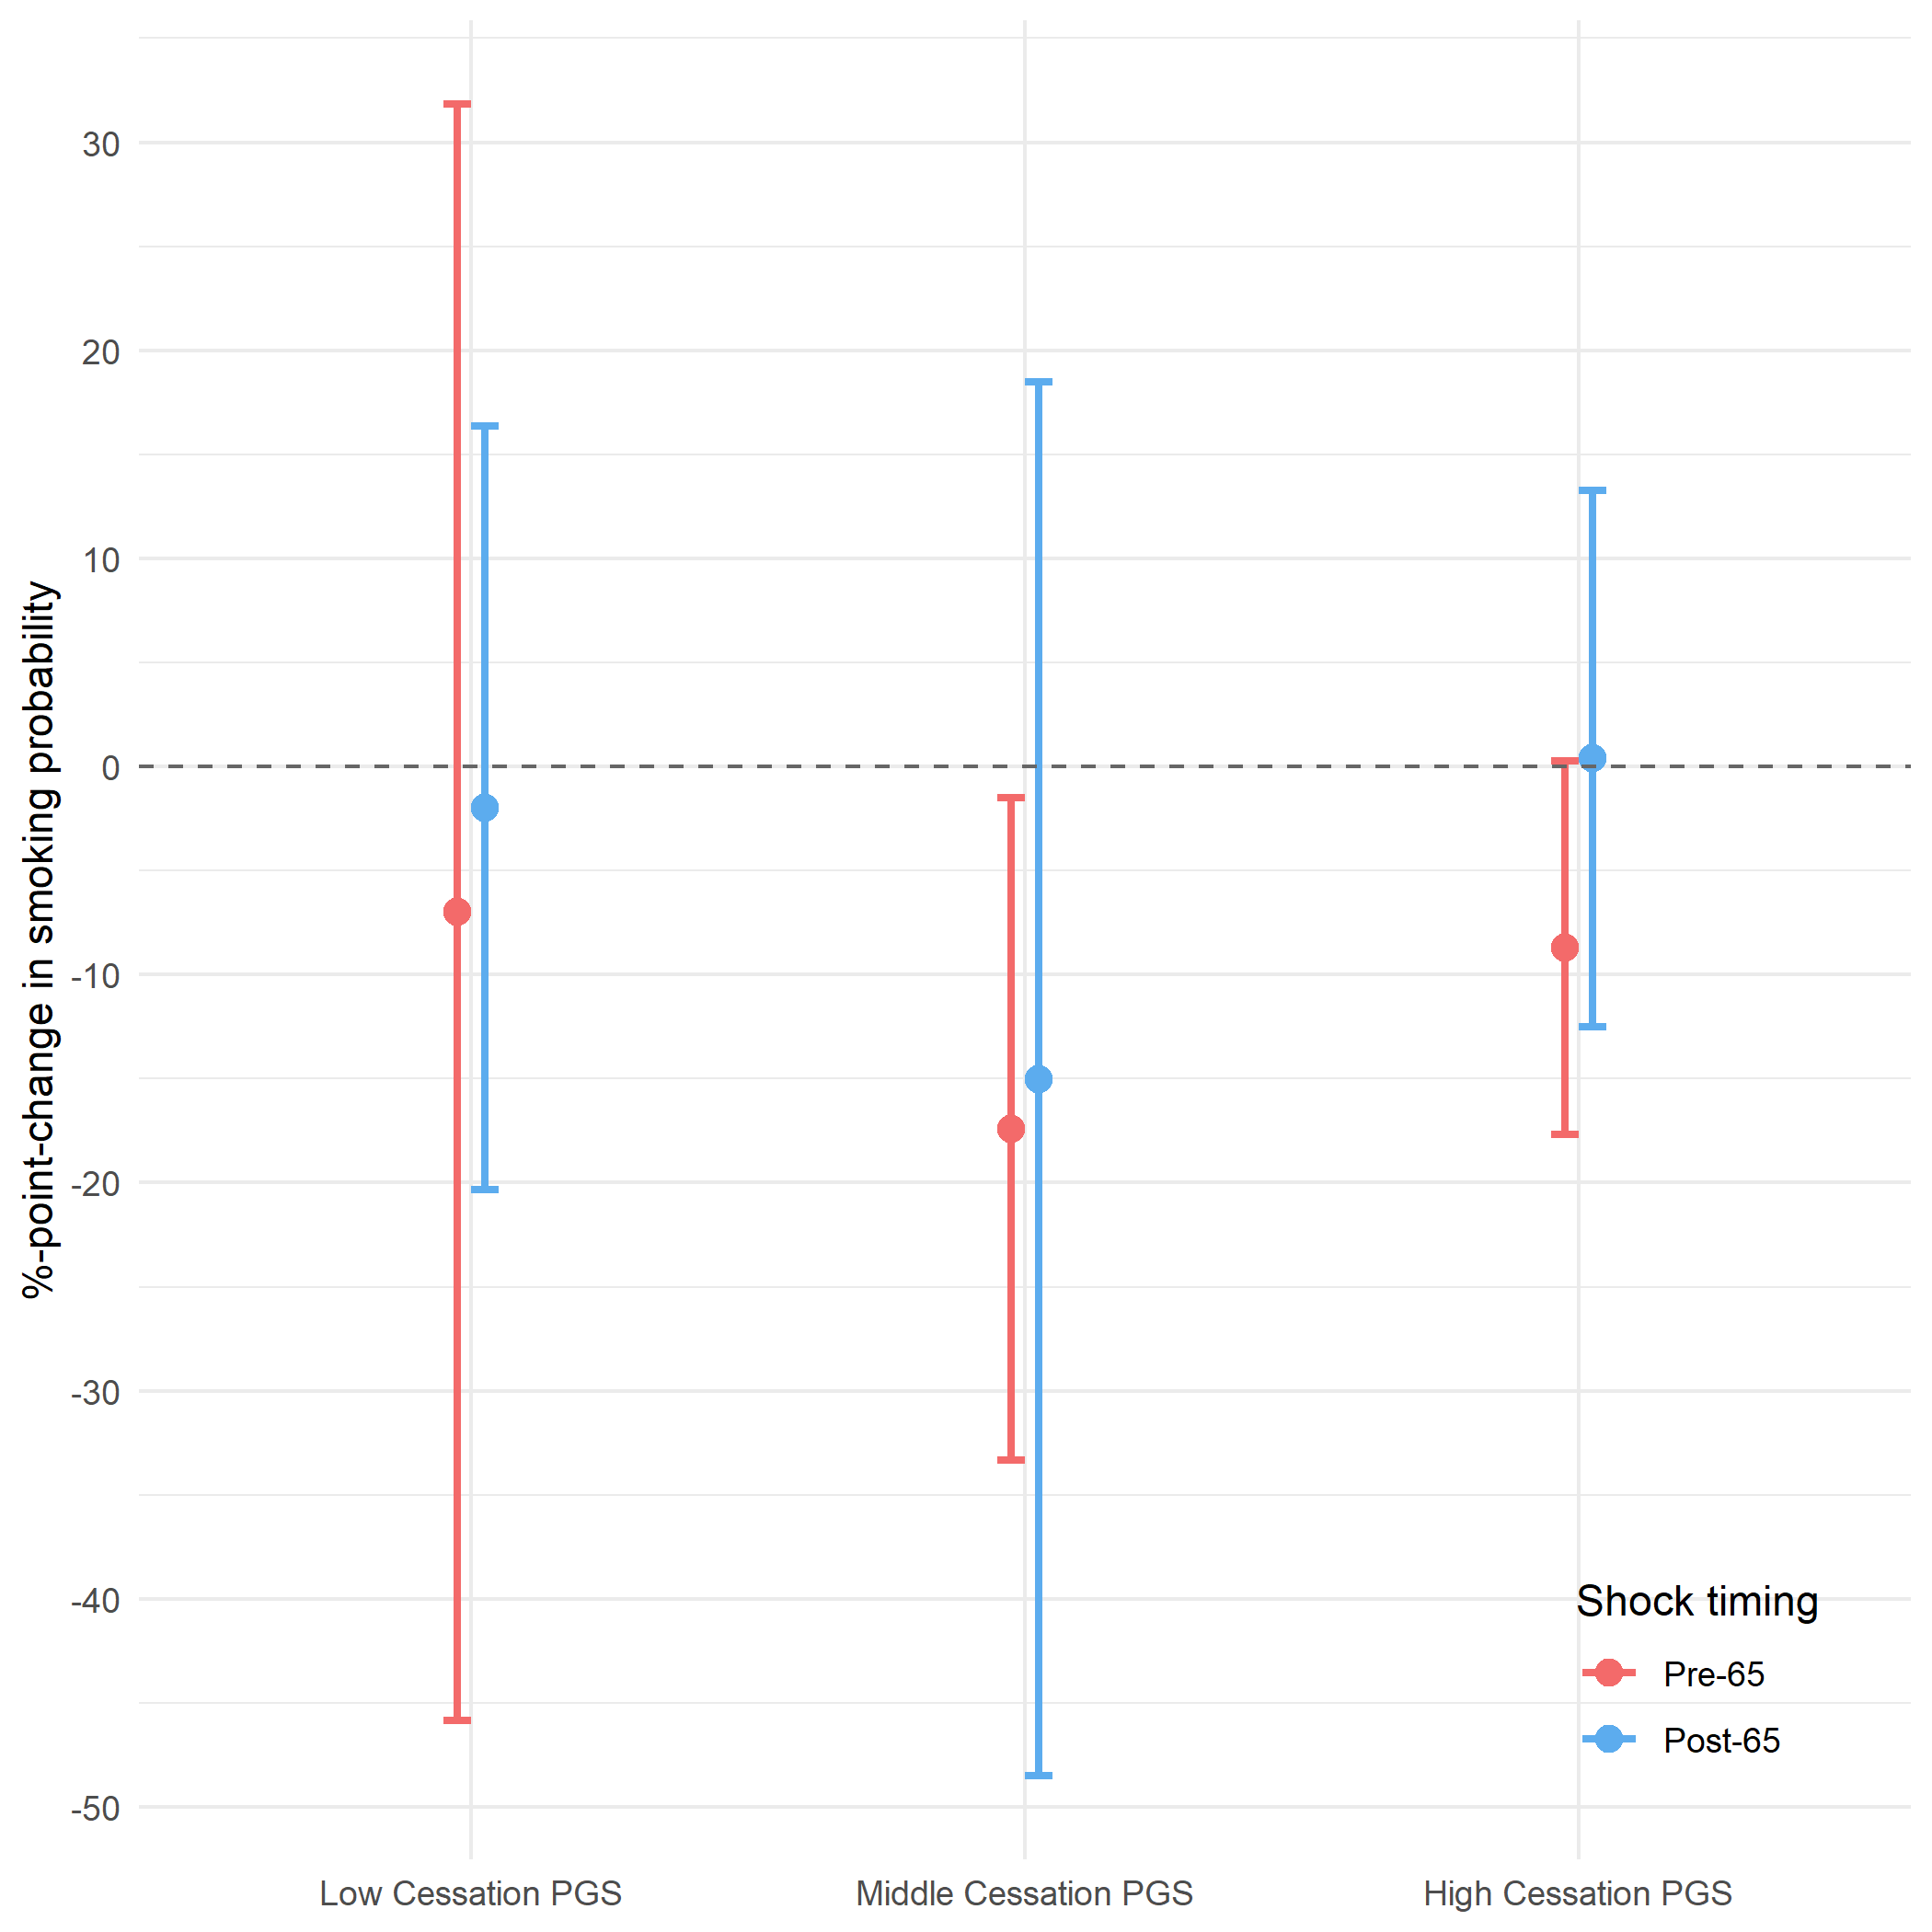 %-point-change in smoking probability
30
20
10
0
-10
-20
-30
-40
-50
Low Cessation PGS
Middle Cessation PGS
High Cessation PGS
Shock timing
Pre-65
Post-65